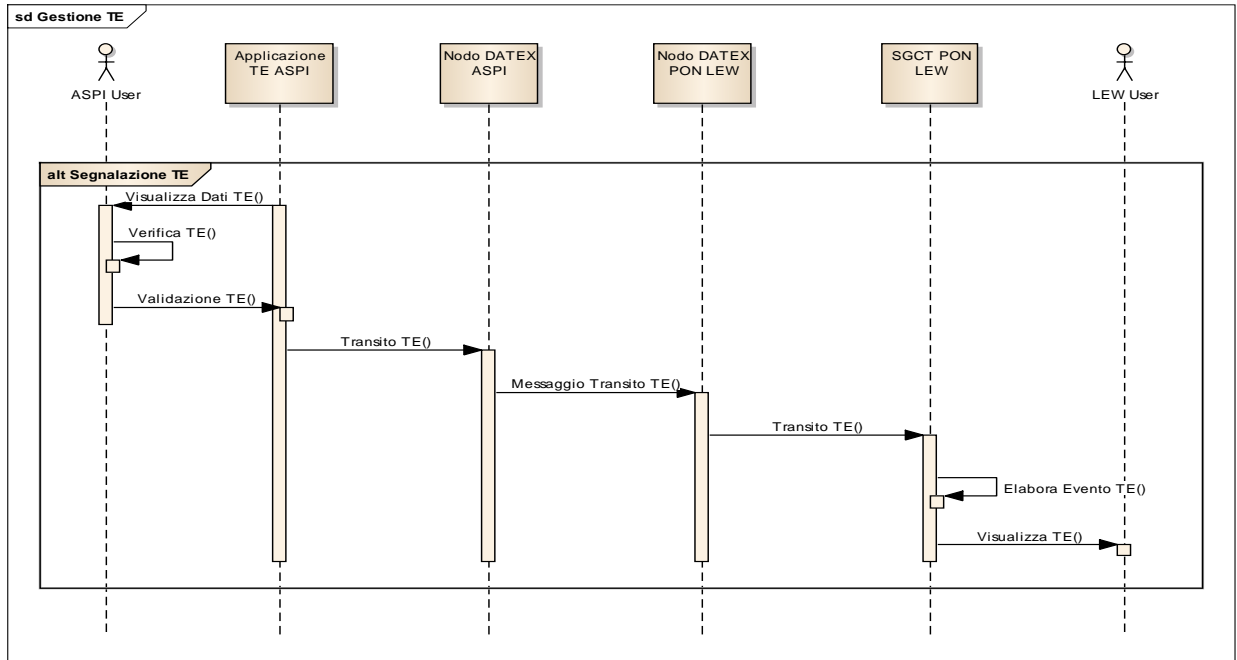 sd Gestione TE
ASPI User
Applicazione
TE ASPI
Nodo DATEX
ASPI
Nodo DATEX
PON LEW
SGCT PON
LEW
LEW User
alt Segnalazione TE
Visualizza Dati TE()
Verifica TE()
Validazione TE()
Transito TE()
Messaggio Transito TE()
Transito TE()
Elabora Evento TE()
Visualizza TE()